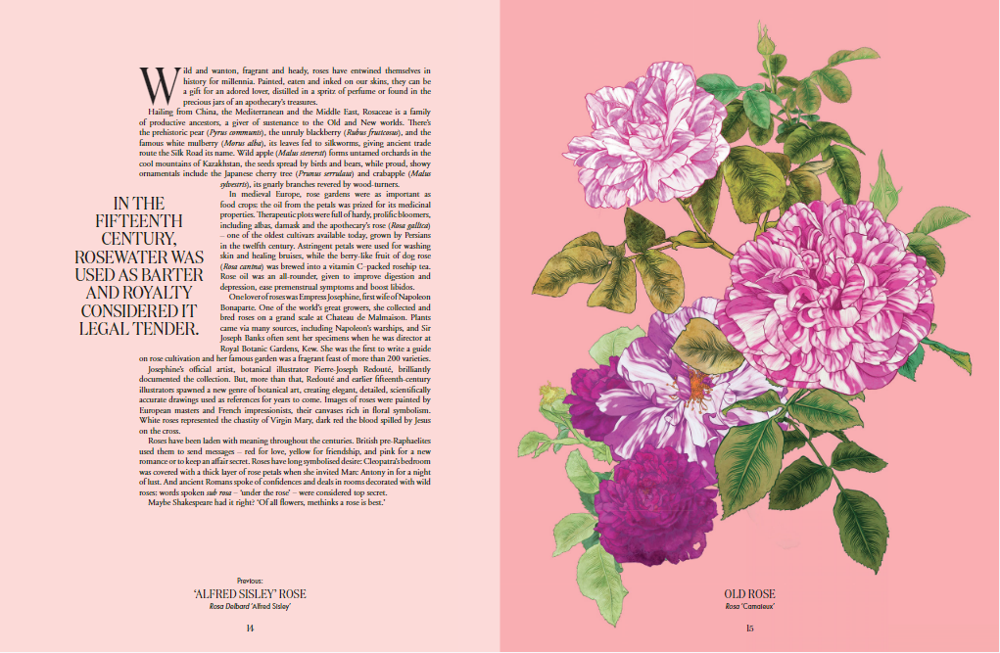 Wild and wanton, fragrant and heady, roses have entwined themselves in
history for millennia. Painted, eaten and inked on our skins, they can be
a gift for an adored lover, distilled in a spritz of perfume or found in the
precious jars of an apothecary's treasures.
Hailing from China, the Mediterranean and the Middle East, Rosaceae is a family
of productive ancestors, a giver of sustenance to the Old and New worlds. There's
the prehistoric pear (Pyrus communis), the unruly blackberry (Rubus fruticosus), and the
famous white mulberry (Morus alba), its leaves fed to silkworms, giving ancient trade
route the Silk Road its name. Wild apple (Malus sieversii) forms untamed orchards in the
cool mountains of Kazakhstan, the seeds spread by birds and bears, while proud, showy
ornamentals include the Japanese cherry tree (Prunus serrulata) and crabapple (Malus
sylvestris), its gnarly branches revered by wood-turners.
In medieval Europe, rose gardens were as important as
food crops; the oil from the petals was prized for its medicinal
properties. Therapeutic plots were full of hardy, prolific bloomers,
including albas, damask and the apothecary's rose (Rosa gallica)
– one of the oldest cultivars available today, grown by Persians
in the twelfth century. Astringent petals were used for washing
skin and healing bruises, while the berry-like fruit of dog rose
(Rosa canina) was brewed into a vitamin C–packed rosehip tea.
Rose oil was an all-rounder, given to improve digestion and
depression, ease premenstrual symptoms and boost libidos.
One lover of roses was Empress Josephine, first wife of Napoleon
Bonaparte. One of the world's great growers, she collected and
bred roses on a grand scale at Chateau de Malmaison. Plants
came via many sources, including Napoleon's warships, and Sir
Joseph Banks often sent her specimens when he was director at
Royal Botanic Gardens, Kew. She was the first to write a guide
on rose cultivation and her famous garden was a fragrant feast of more than 200 varieties.
Josephine's official artist, botanical illustrator Pierre-Joseph Redouté, brilliantly
documented the collection. But, more than that, Redouté and earlier fifteenth-century
illustrators spawned a new genre of botanical art, creating elegant, detailed, scientifically
accurate drawings used as references for years to come. Images of roses were painted by
European masters and French impressionists, their canvases rich in floral symbolism.
White roses represented the chastity of Virgin Mary, dark red the blood spilled by Jesus
on the cross.
Roses have been laden with meaning throughout the centuries. British pre-Raphaelites
used them to send messages – red for love, yellow for friendship, and pink for a new
romance or to keep an affair secret. Roses have long symbolised desire: Cleopatra's bedroom
was covered with a thick layer of rose petals when she invited Marc Antony in for a night
of lust. And ancient Romans spoke of confidences and deals in rooms decorated with wild
roses; words spoken sub rosa – 'under the rose' – were considered top secret.
Maybe Shakespeare had it right? 'Of all flowers, methinks a rose is best.'
IN THE
FIFTEENTH
CENTURY,
ROSEWATER WAS
USED AS BARTER
AND ROYALTY
CONSIDERED IT
LEGAL TENDER.
Previous:
'ALFRED SISLEY' ROSE
Rosa Delbard 'Alfred Sisley'
14
OLD ROSE
Rosa 'Camaieux'
15